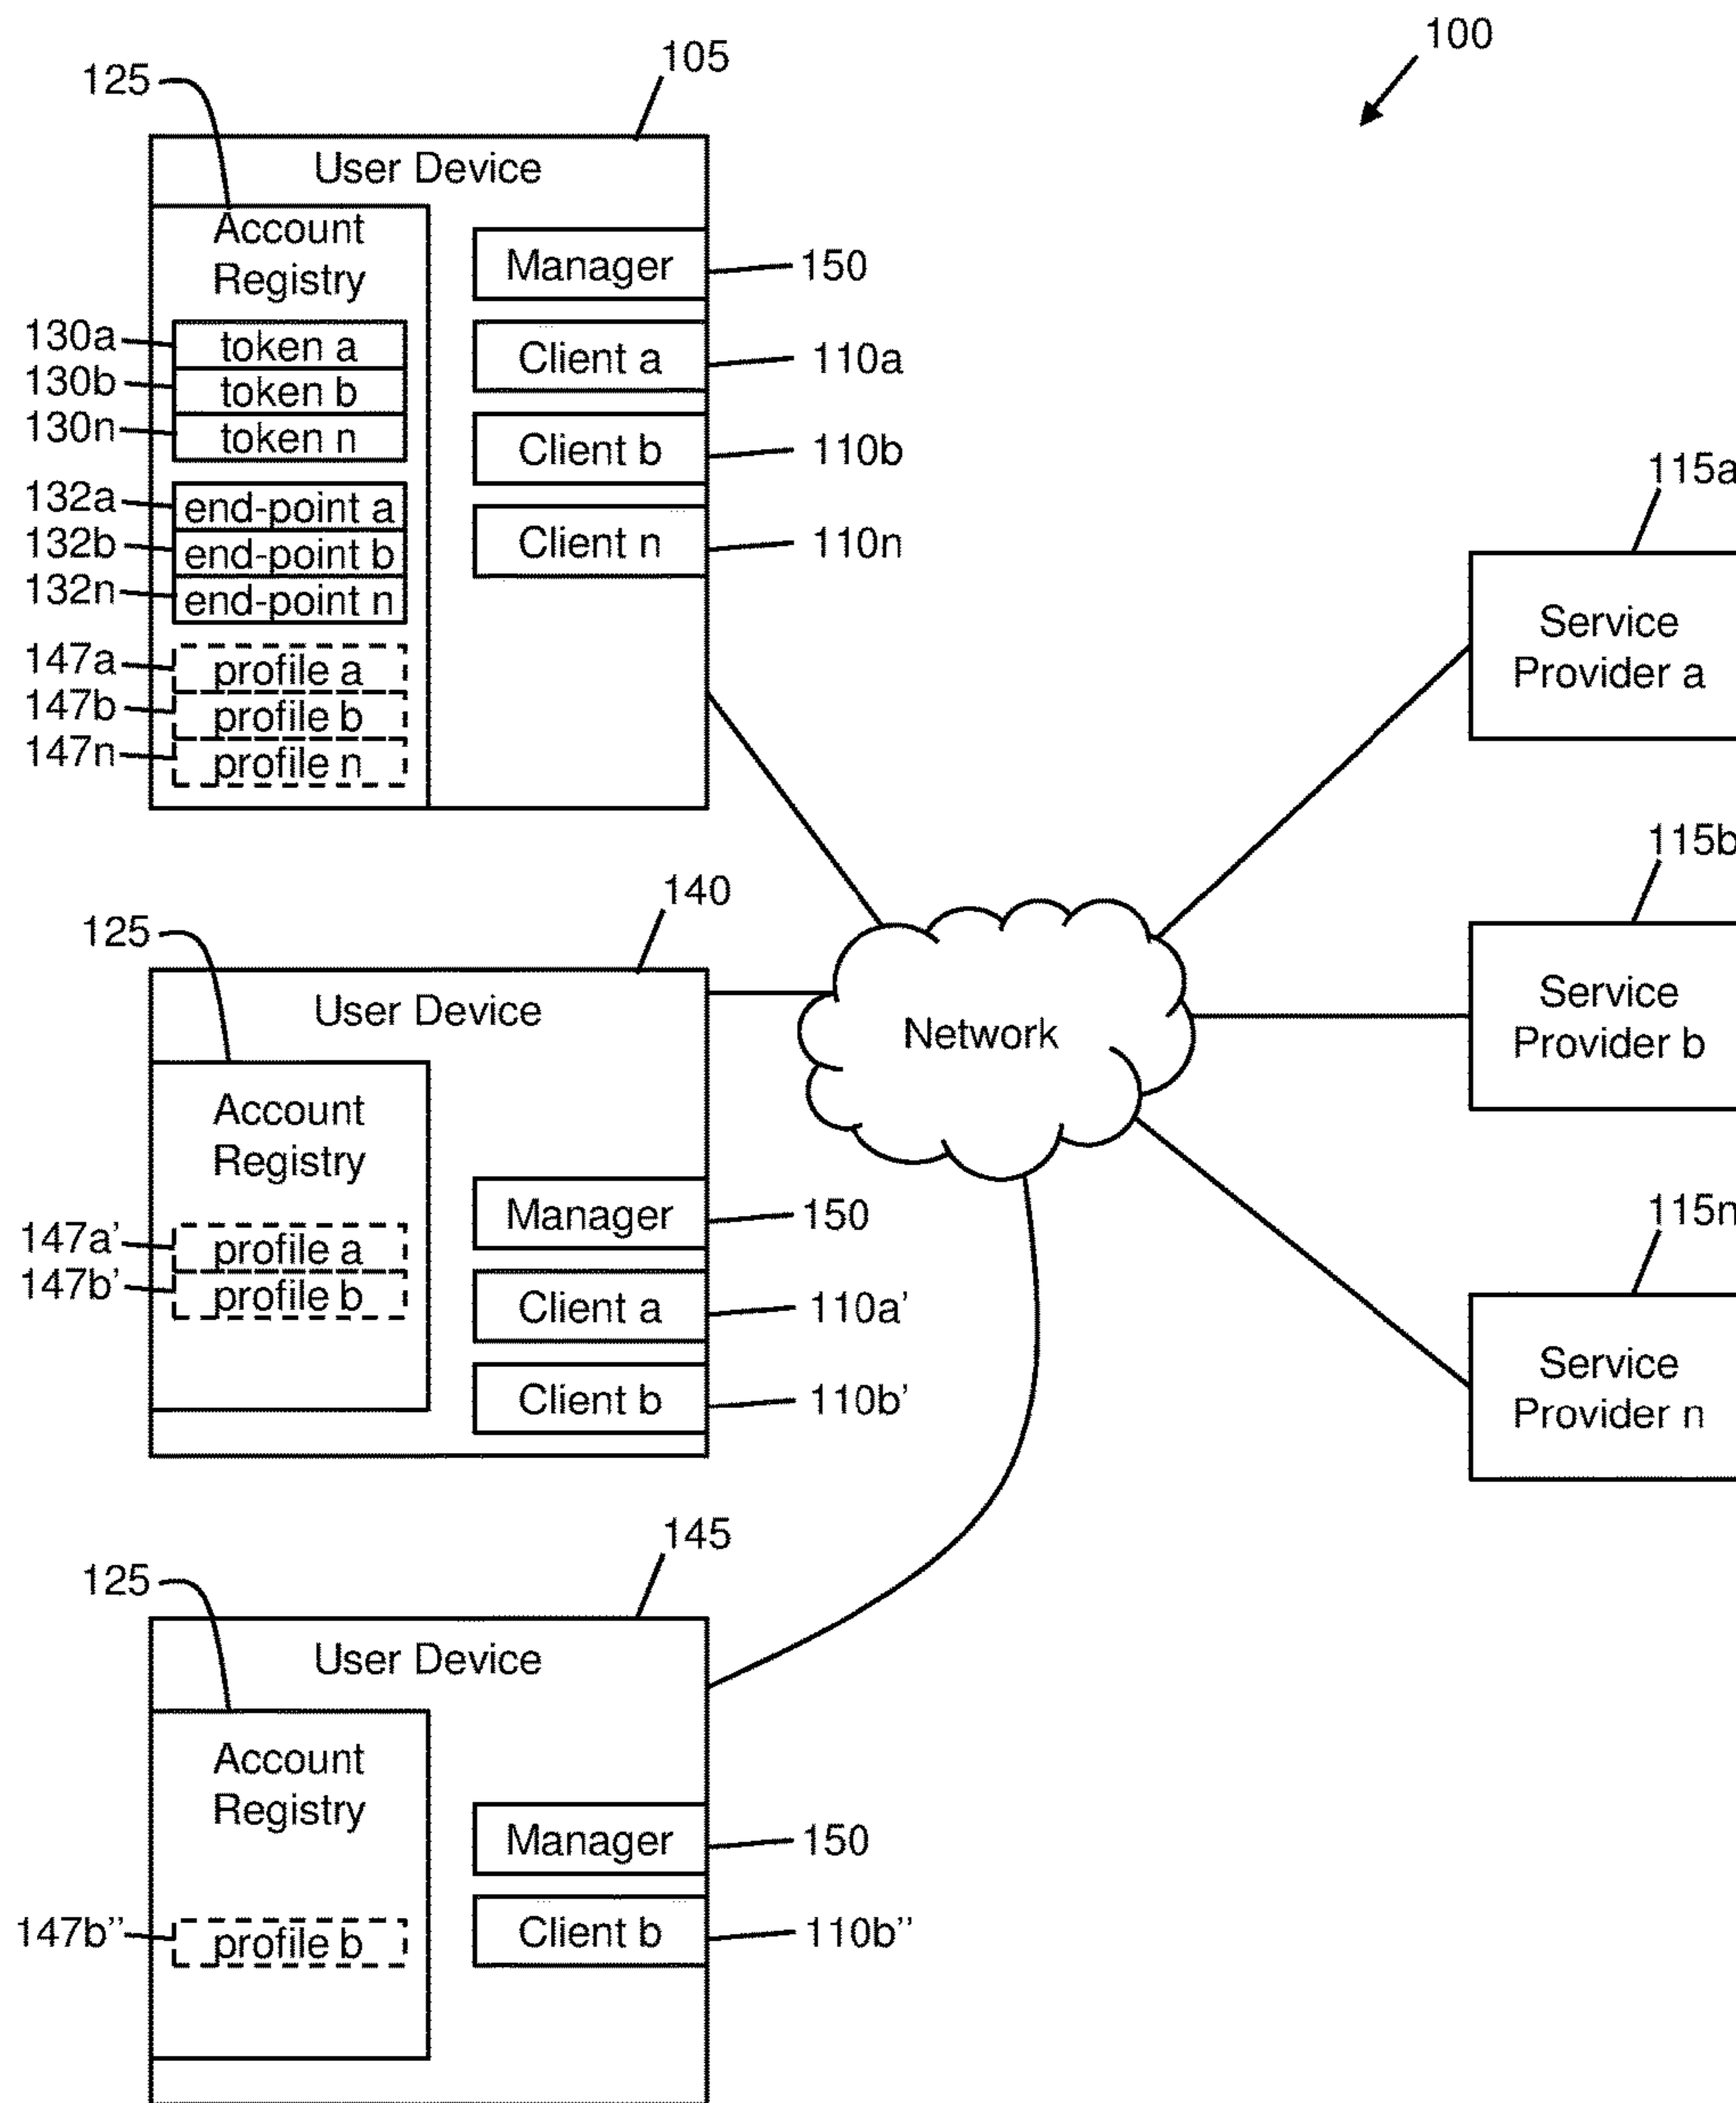 100
105
125
User Device
Account
Registry
Manager
150
130a
token a
130b
token b
130n
token n
Client a
110a
Client b
110b
132a
end-point a
132b
end-point b
132n
end-point n
Client n
110n
147a
profile a
147b
profile b
147n
profile n
115a
Service
Provider a
115b
Service
Provider b
115n
Service
Provider n
Network
140
125
User Device
Account
Registry
147a’
profile a
147b’
profile b
Manager
150
Client a
110a’
Client b
110b’
145
125
User Device
Account
Registry
Manager
150
147b’’
profile b
Client b
110b’’